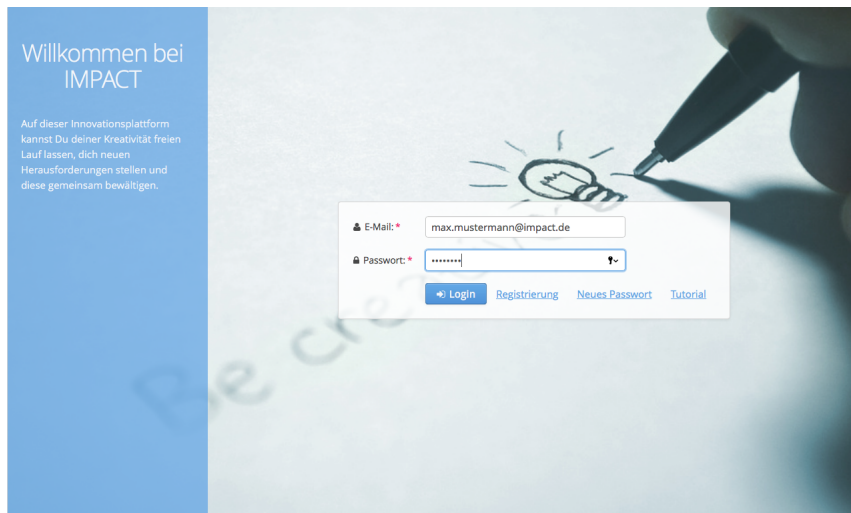 Willkommen bei
IMPACT
Auf dieser Innovationsplattform
kannst Du deiner Kreativität freien
Lauf lassen, dich neuen
Herausforderungen stellen und
diese gemeinsam bewältigen.
E-Mail: *
max.mustermann@impact.de
Passwort: *
••••••••
Login Registrierung Neues Passwort Tutorial
Be creative